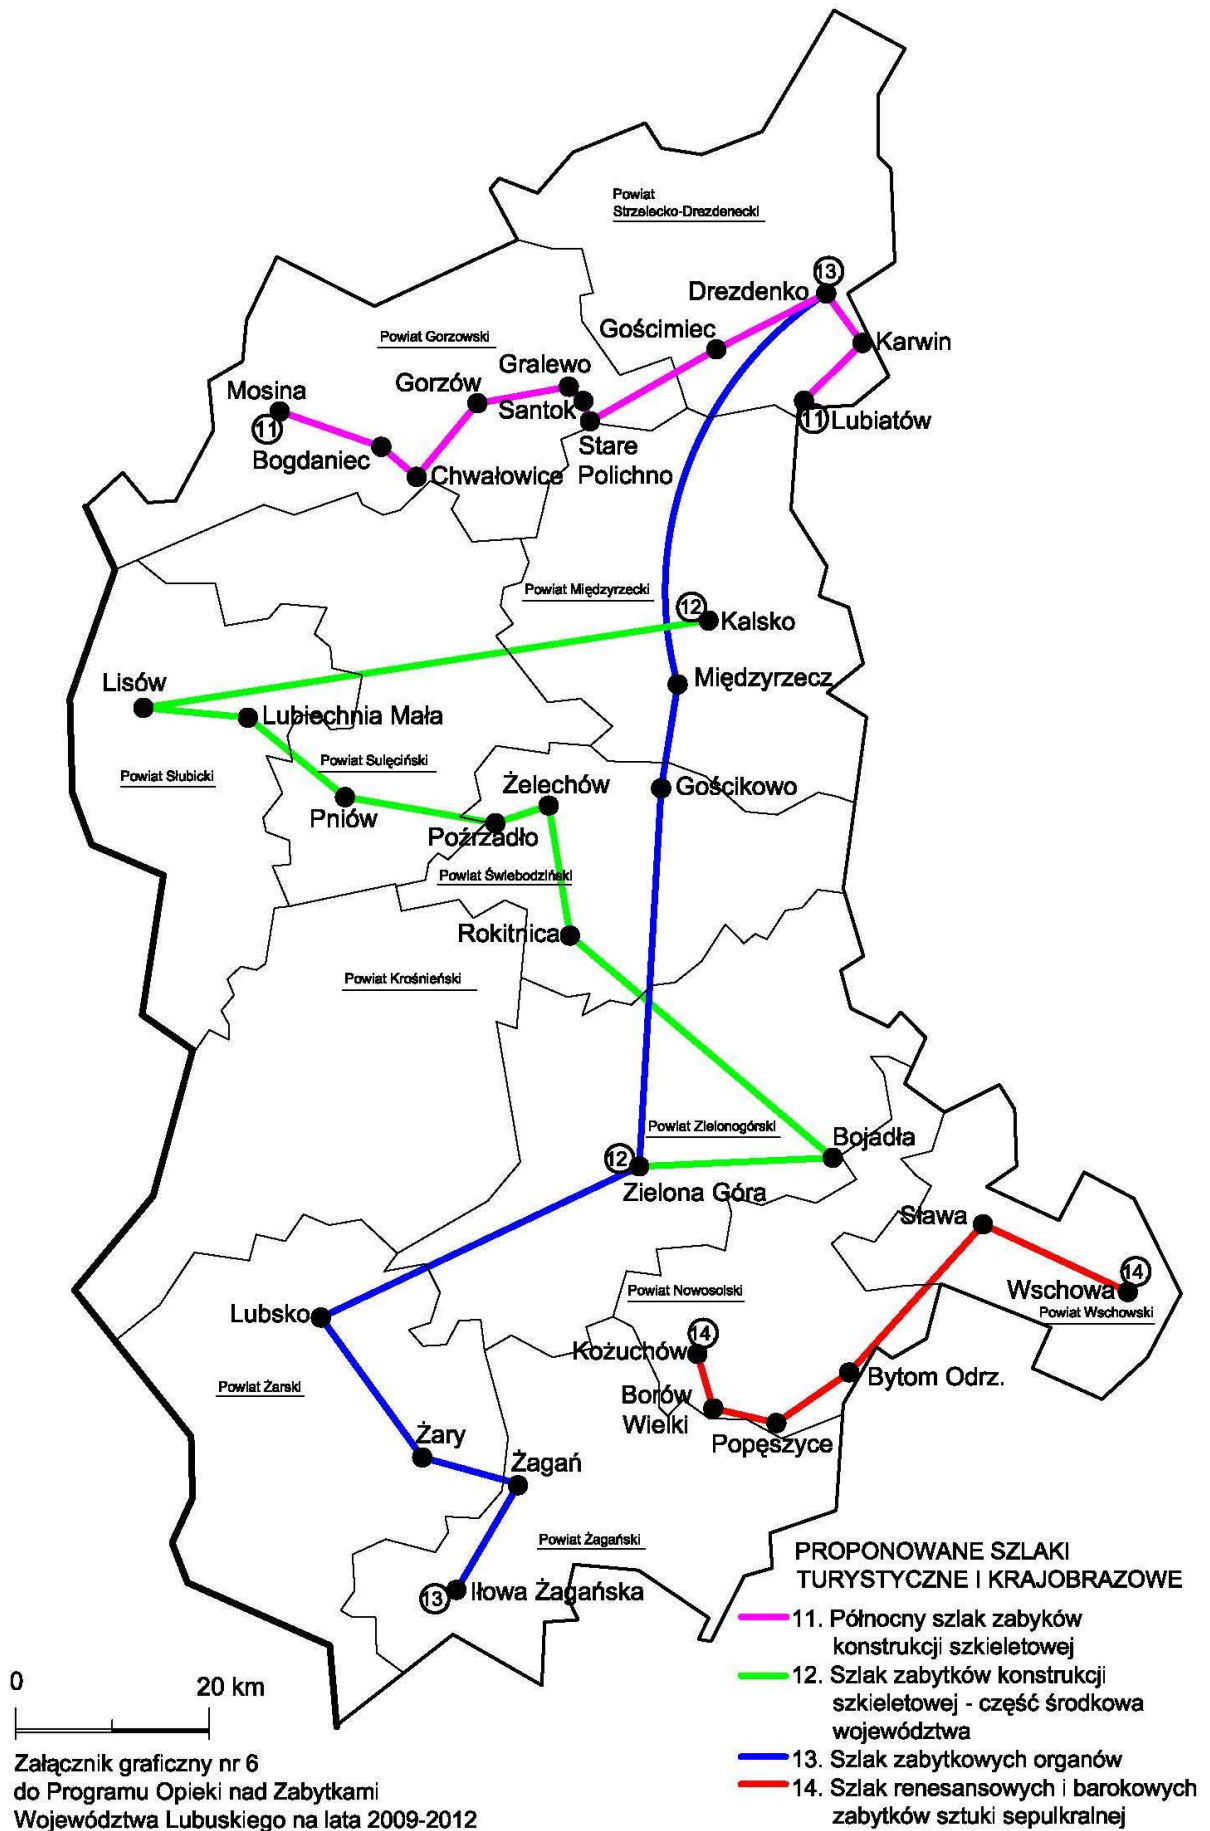 Powiat
Strzelecko-Drezdenecki
13
Drezdenko
Gościmiec
Karwin
Powiat Gorzowski
Gralewo
Gorzów
Mosina
Santok
11
11 Lubiatów
Bogdaniec
Stare
Polichno
Chwałowice
Powiat Międzyrzecki
12
Kalsko
Lisów
Międzyrzecz
Lubiechnia Mała
Powiat Słubicki
Powiat Sulęciński
Żelechów
Gościkowo
Pniów
Poźrzadło
Powiat Świebodziński
Rokitnica
Powiat Krośnieński
Powiat Zielonogórski
Bojadła
12
Zielona Góra
Sława
14
Wschowa
Powiat Wschowski
Powiat Nowosolski
Lubsko
14
Kożuchów
Bytom Odrz.
Powiat Żarski
Borów
Wielki
Popęszyce
Żary
Żagań
Powiat Żagański
13
Iłowa Żagańska
PROPONOWANE SZLAKI
TURYSTYCZNE I KRAJOBRAZOWE
11. Północny szlak zabyków
konstrukcji szkieletowej
12. Szlak zabytków konstrukcji
szkieletowej - część środkowa
województwa
13. Szlak zabytkowych organów
14. Szlak renesansowych i barokowych
zabytków sztuki sepulkralnej
0 20 km
Załącznik graficzny nr 6
do Programu Opieki nad Zabytkami
Województwa Lubuskiego na lata 2009-2012